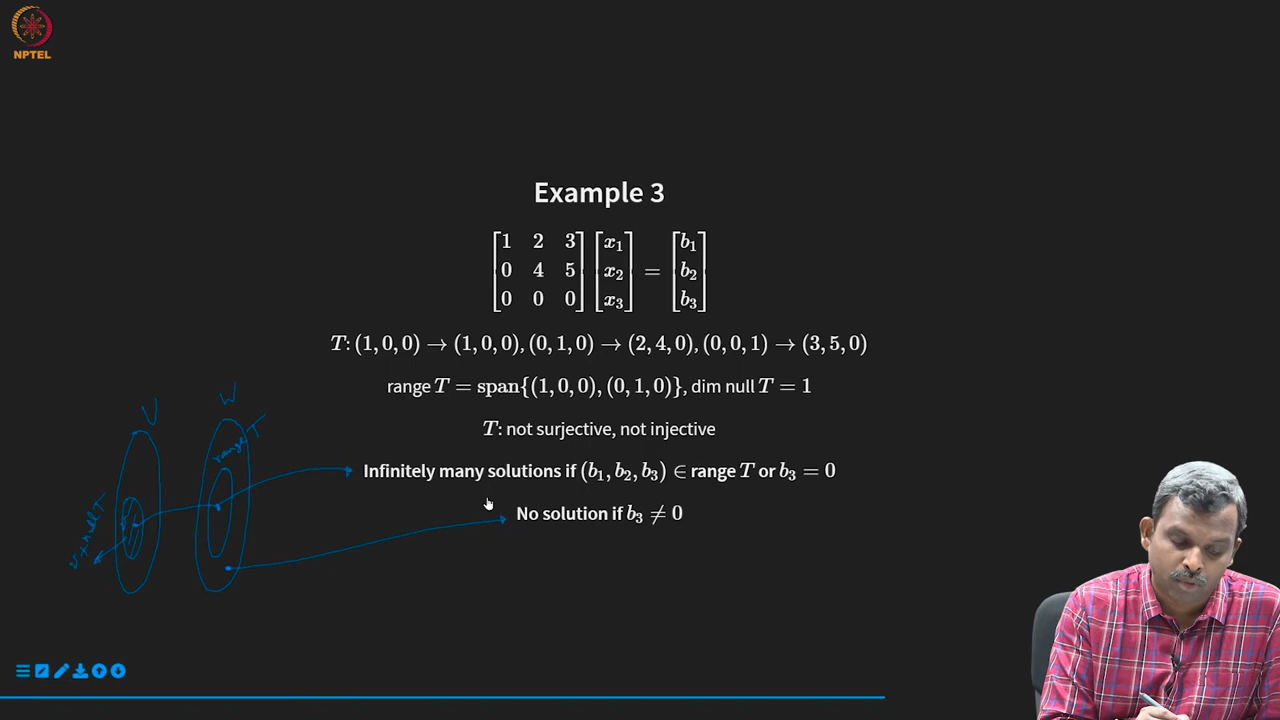 NPTEL
Example 3
[1 2 3; 0 4 5; 0 0 0] [x₁; x₂; x₃] = [b₁; b₂; b₃]
T: (1, 0, 0) → (1, 0, 0), (0, 1, 0) → (2, 4, 0), (0, 0, 1) → (3, 5, 0)
range T = span{(1, 0, 0), (0, 1, 0)}, dim null T = 1
T: not surjective, not injective
Infinitely many solutions if (b₁, b₂, b₃) ∈ range T or b₃ = 0
No solution if b₃ ≠ 0
V
W
range T